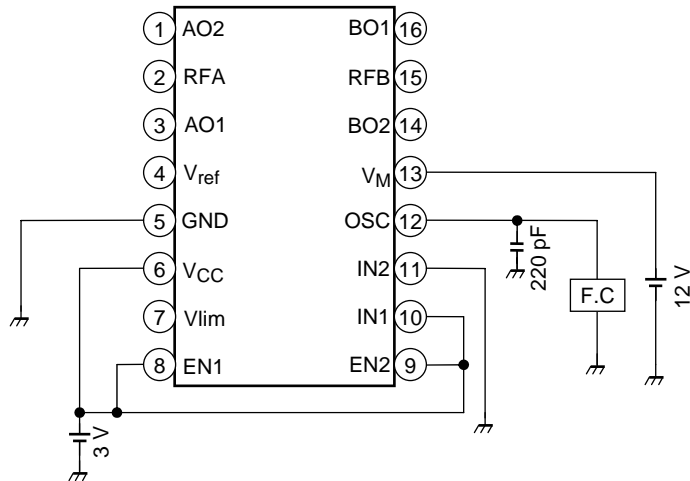 1 AO2 BO1 16
2 RFA RFB 15
3 AO1 BO2 14
4 Vref VM 13
5 GND OSC 12
6 VCC IN2 11
7 Vlim IN1 10
8 EN1 EN2 9
220 pF
F.C
12 V
3 V